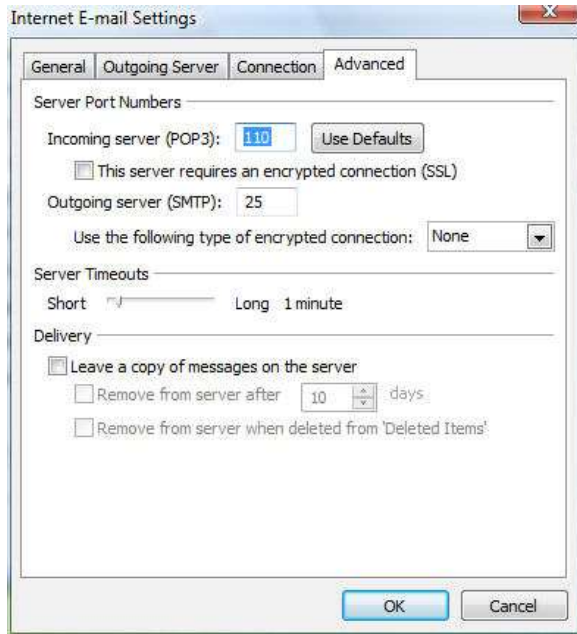 Internet E-mail Settings
General Outgoing Server Connection Advanced
Server Port Numbers
Incoming server (POP3): 110 Use Defaults
This server requires an encrypted connection (SSL)
Outgoing server (SMTP): 25
Use the following type of encrypted connection: None
Server Timeouts
Short Long 1 minute
Delivery
Leave a copy of messages on the server
Remove from server after 10 days
Remove from server when deleted from 'Deleted Items'
OK Cancel